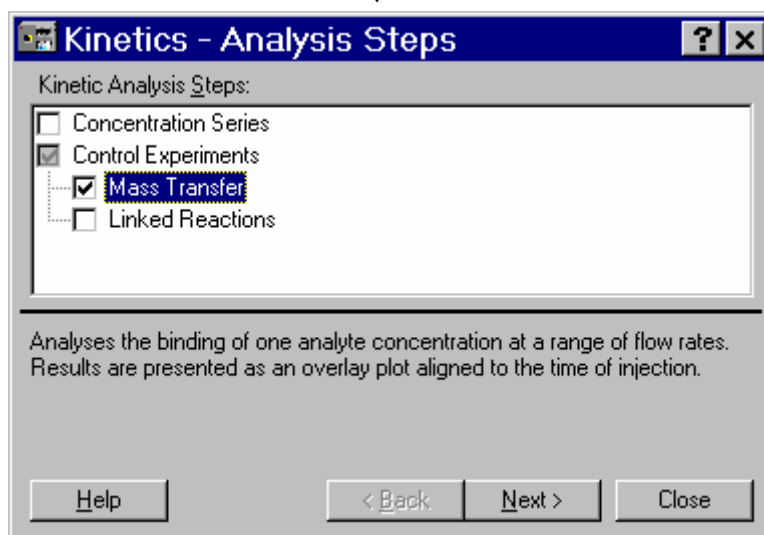 Kinetics - Analysis Steps
Kinetic Analysis Steps:
Concentration Series
Control Experiments
Mass Transfer
Linked Reactions
Analyses the binding of one analyte concentration at a range of flow rates.
Results are presented as an overlay plot aligned to the time of injection.
Help < Back Next > Close